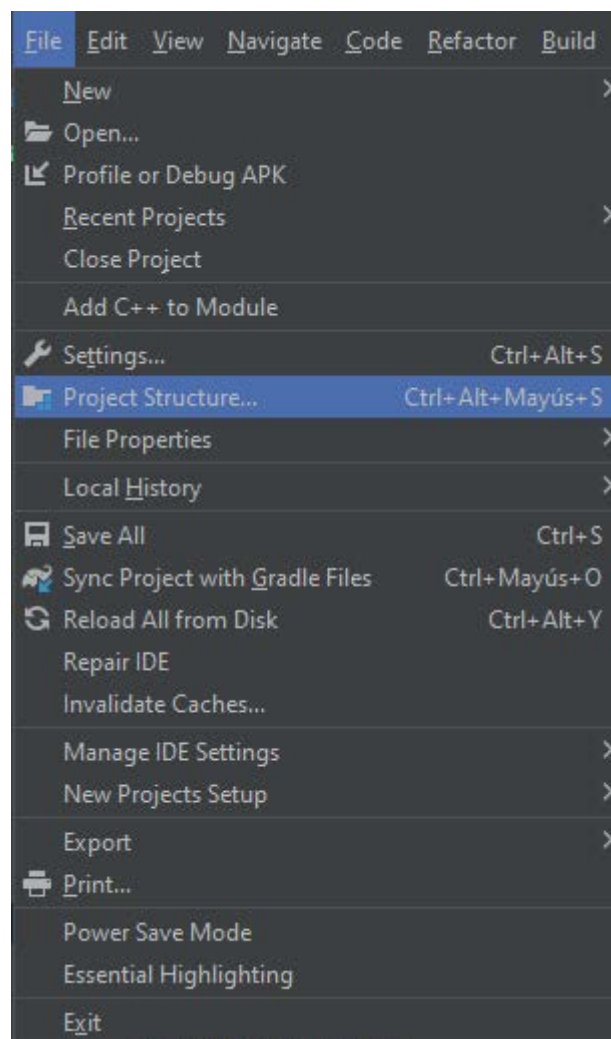 File Edit View Navigate Code Refactor Build
New
Open...
Profile or Debug APK
Recent Projects
Close Project
Add C++ to Module
Settings... Ctrl+Alt+S
Project Structure... Ctrl+Alt+Mayús+S
File Properties
Local History
Save All Ctrl+S
Sync Project with Gradle Files Ctrl+Mayús+O
Reload All from Disk Ctrl+Alt+Y
Repair IDE
Invalidate Caches...
Manage IDE Settings
New Projects Setup
Export
Print...
Power Save Mode
Essential Highlighting
Exit